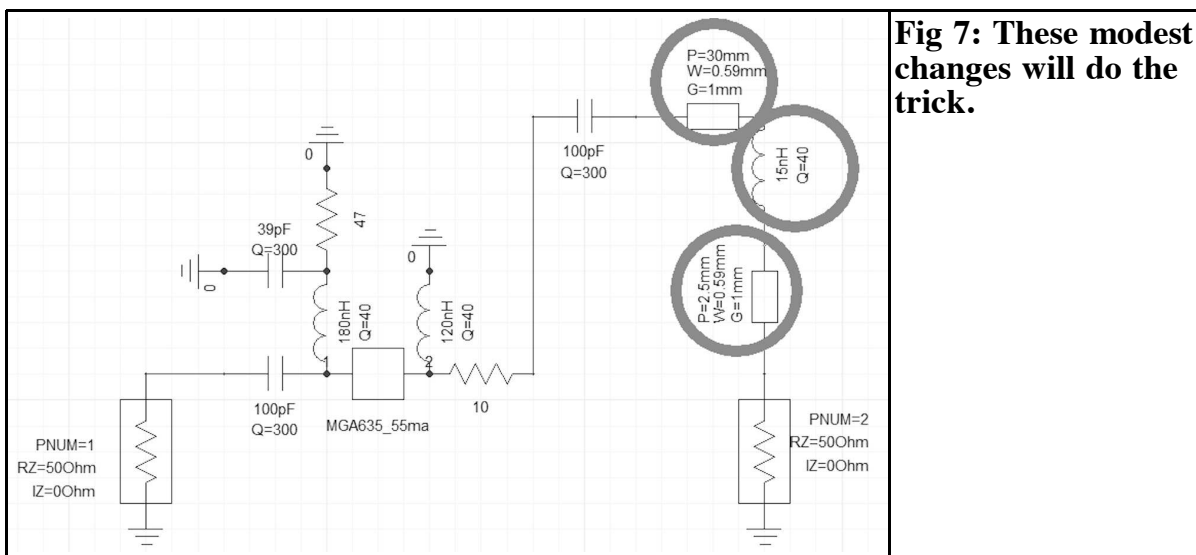 Fig 7: These modest
changes will do the
trick.
P=30mm
W=0.59mm
G=1mm
100pF
Q=300
15nH
Q=40
0
47
39pF
Q=300
0
0
180nH
Q=40
120nH
Q=40
P=2.5mm
W=0.59mm
G=1mm
1
2
100pF
Q=300
MGA635_55ma
10
PNUM=1
RZ=50Ohm
IZ=0Ohm
PNUM=2
RZ=50Ohm
IZ=0Ohm